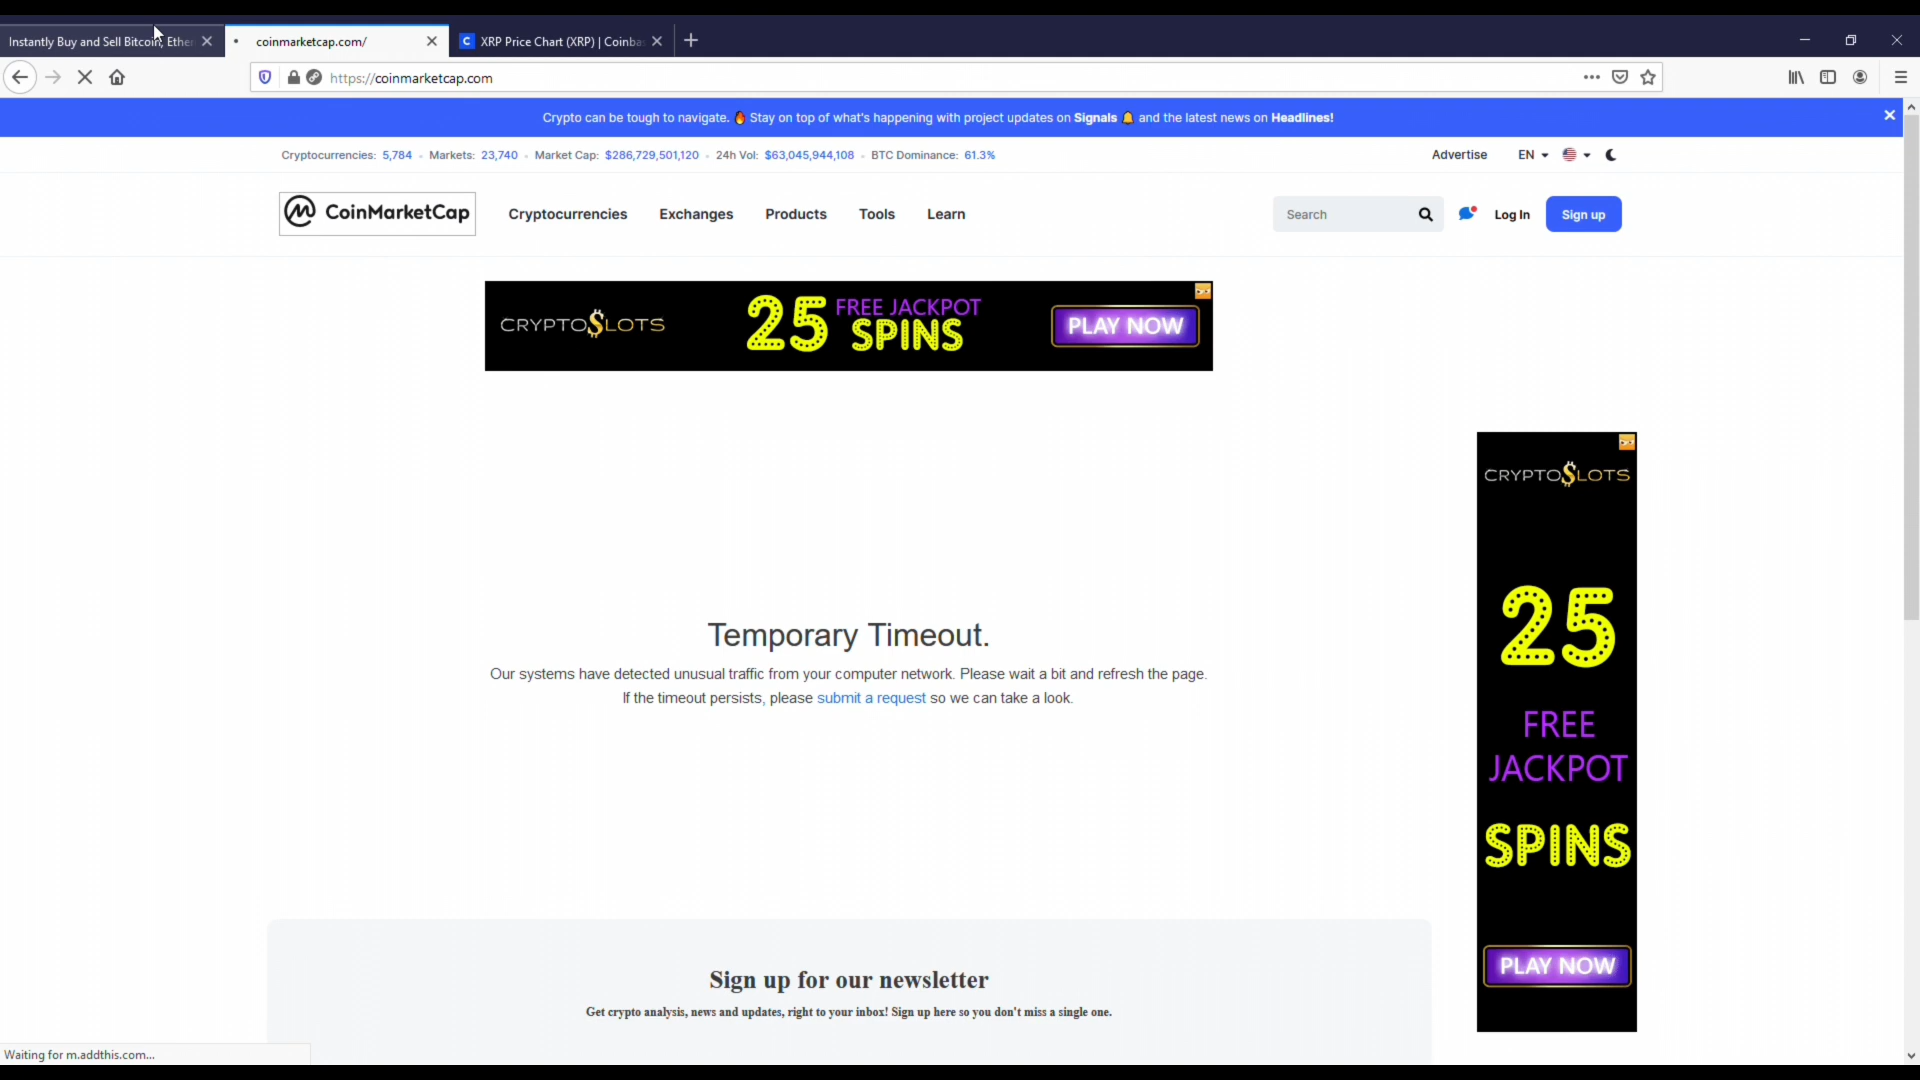 Instantly Buy and Sell Bitcoin, Ether
coinmarketcap.com/
XRP Price Chart (XRP) | Coinba
https://coinmarketcap.com
Crypto can be tough to navigate. 🔥 Stay on top of what's happening with project updates on Signals 🔔 and the latest news on Headlines!
Cryptocurrencies: 5,784 • Markets: 23,740 • Market Cap: $286,729,501,120 • 24h Vol: $63,045,944,108 • BTC Dominance: 61.3%
Advertise EN
CoinMarketCap
Cryptocurrencies Exchanges Products Tools Learn
Search
Log In
Sign up
CRYPTOSLOTS
25 FREE JACKPOT
SPINS
PLAY NOW
Temporary Timeout.
Our systems have detected unusual traffic from your computer network. Please wait a bit and refresh the page.
If the timeout persists, please submit a request so we can take a look.
CRYPTOSLOTS
25
FREE
JACKPOT
SPINS
PLAY NOW
Sign up for our newsletter
Get crypto analysis, news and updates, right to your inbox! Sign up here so you don't miss a single one.
Waiting for m.addthis.com...